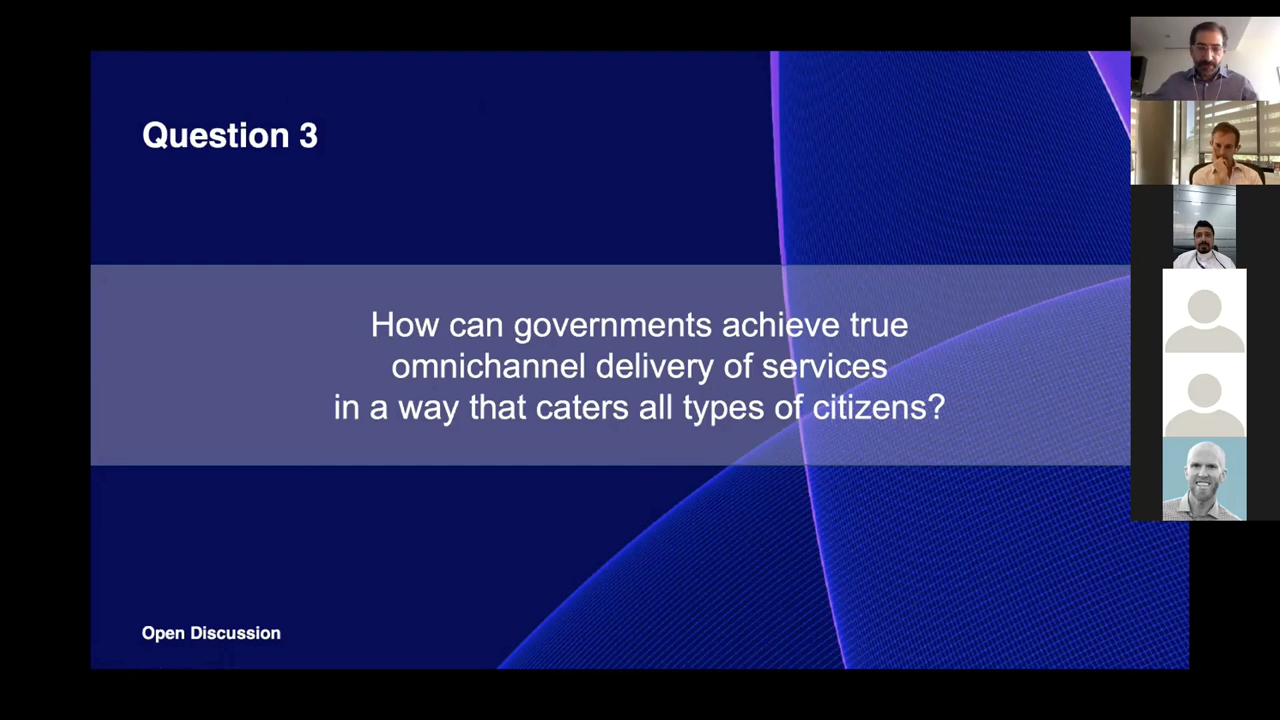 Question 3
How can governments achieve true
omnichannel delivery of services
in a way that caters all types of citizens?
Open Discussion